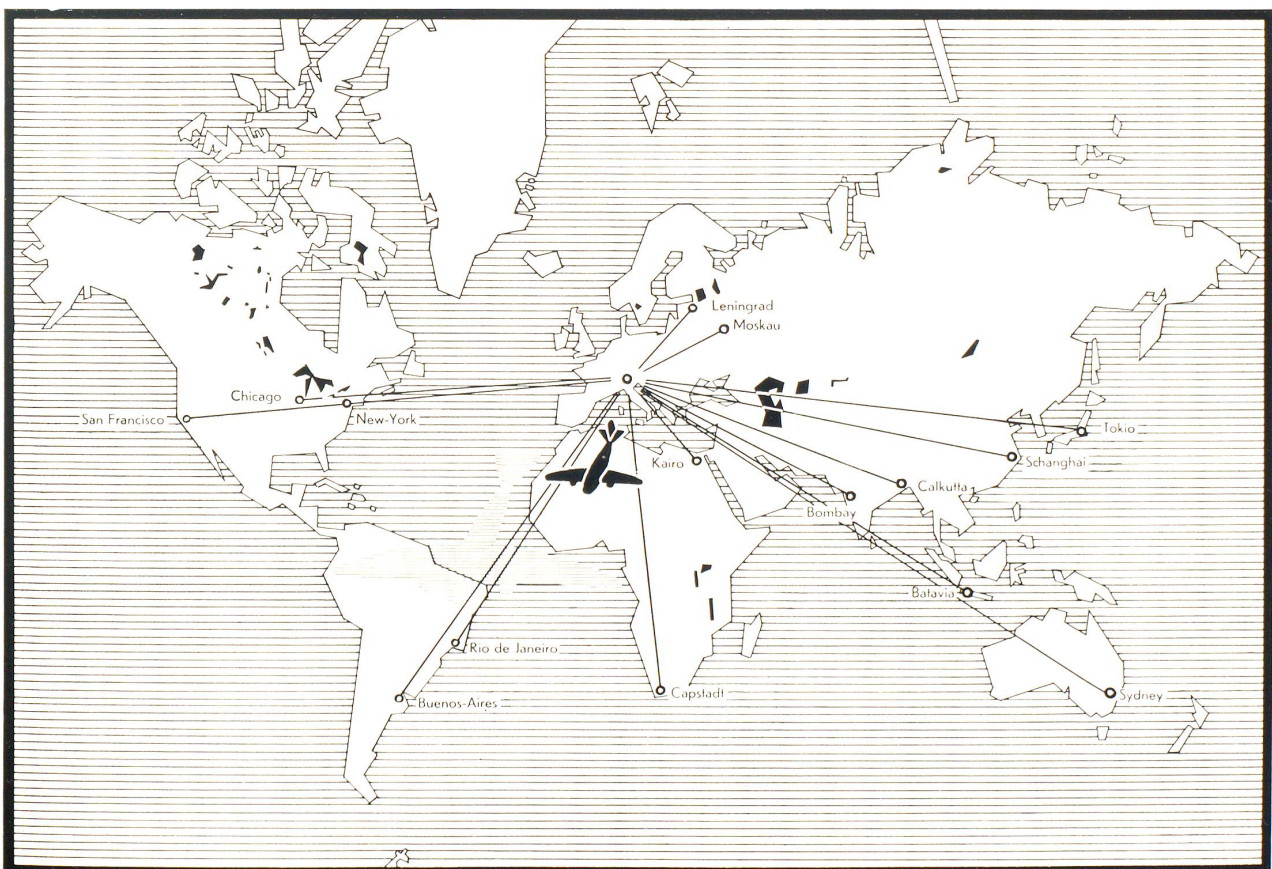 Leningrad
Moskau
Chicago
San Francisco
New-York
Tokio
Schanghai
Kairo
Calkutta
Bombay
Batavia
Rio de Janeiro
Capstadt
Sydney
Buenos-Aires